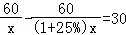 60/x - 60/((1+25%)x) =30